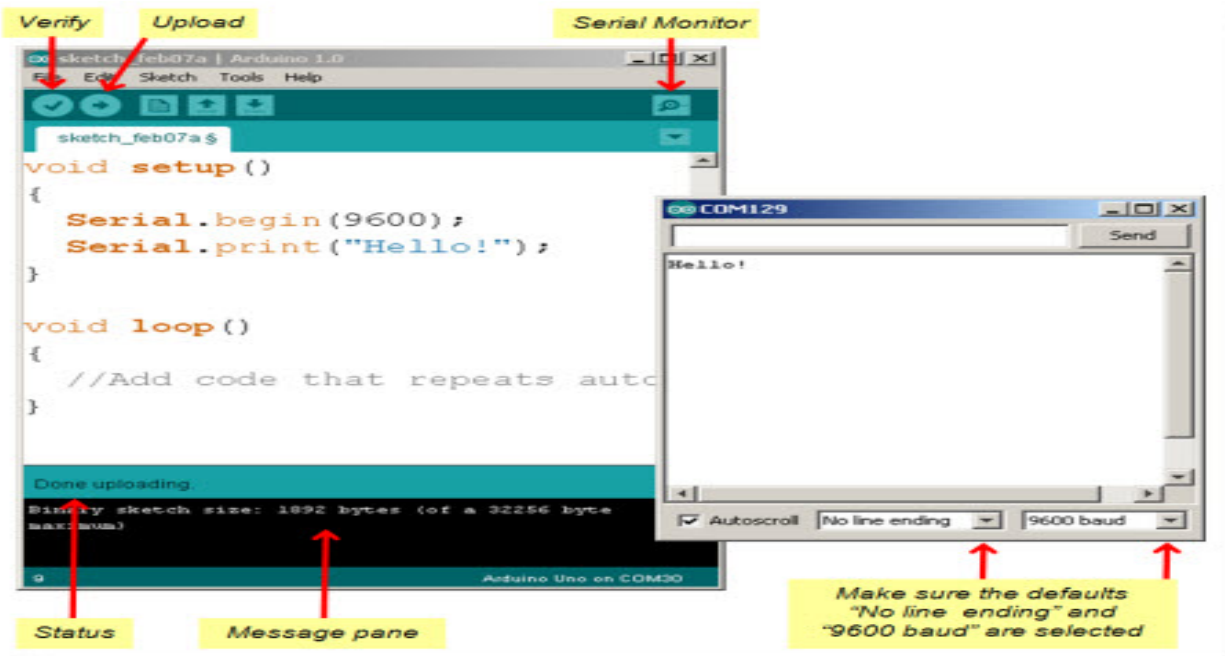 Verify
Upload
Serial Monitor
sketch_feb07a | Arduino 1.0
File Edit Sketch Tools Help
sketch_feb07a §
void setup()
{
Serial.begin(9600);
Serial.print("Hello!");
}
void loop()
{
//Add code that repeats auto
}
Done uploading.
Binary sketch size: 1892 bytes (of a 32256 byte
maximum)
9
Arduino Uno on COM30
COM129
Send
Hello!
Autoscroll
No line ending
9600 baud
Status
Message pane
Make sure the defaults
“No line ending” and
“9600 baud” are selected